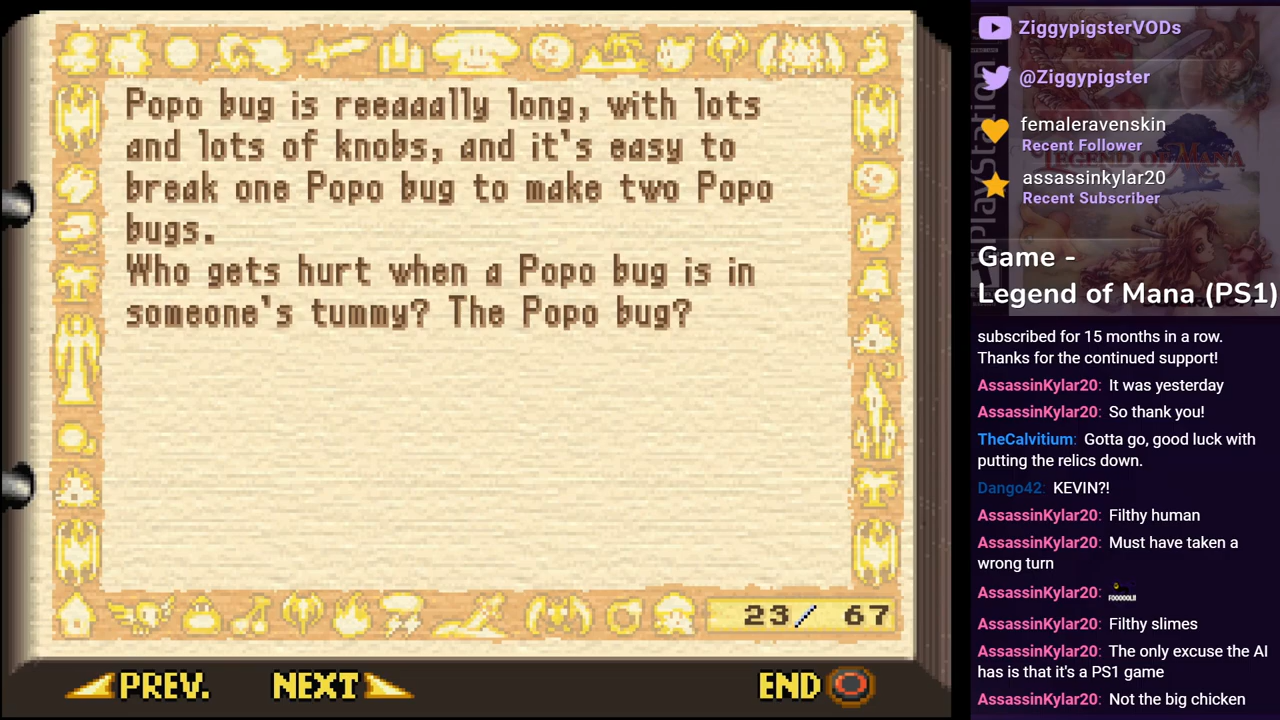 Popo bug is reeaaally long, with lots
and lots of knobs, and it's easy to
break one Popo bug to make two Popo
bugs.
Who gets hurt when a Popo bug is in
someone's tummy? The Popo bug?
23/ 67
PREV.
NEXT
END
ZiggypigsterVODs
@Ziggypigster
femaleravenskin
Recent Follower
assassinkylar20
Recent Subscriber
PlayStation
LEGEND OF MANA
Game -
Legend of Mana (PS1)
subscribed for 15 months in a row.
Thanks for the continued support!
AssassinKylar20: It was yesterday
AssassinKylar20: So thank you!
TheCalvitium: Gotta go, good luck with
putting the relics down.
Dango42: KEVIN?!
AssassinKylar20: Filthy human
AssassinKylar20: Must have taken a
wrong turn
AssassinKylar20:
AssassinKylar20: Filthy slimes
AssassinKylar20: The only excuse the AI
has is that it's a PS1 game
AssassinKylar20: Not the big chicken